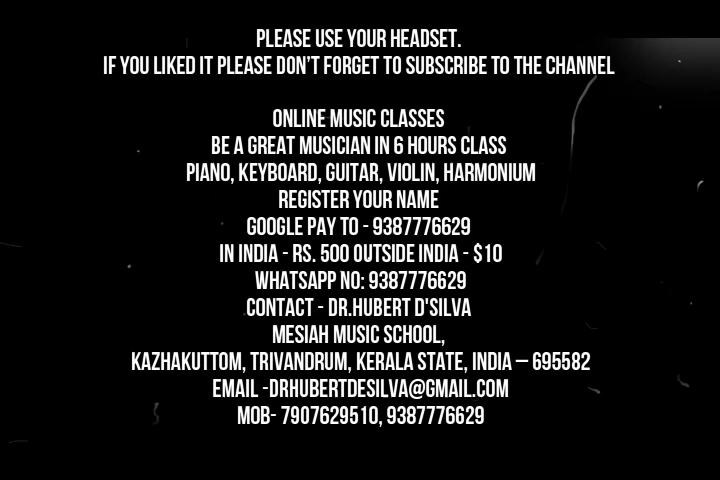 PLEASE USE YOUR HEADSET.
IF YOU LIKED IT PLEASE DON'T FORGET TO SUBSCRIBE TO THE CHANNEL
ONLINE MUSIC CLASSES
BE A GREAT MUSICIAN IN 6 HOURS CLASS
PIANO, KEYBOARD, GUITAR, VIOLIN, HARMONIUM
REGISTER YOUR NAME
GOOGLE PAY TO - 9387776629
IN INDIA - RS. 500 OUTSIDE INDIA - $10
WHATSAPP NO: 9387776629
CONTACT - DR.HUBERT D'SILVA
MESIAH MUSIC SCHOOL,
KAZHAKUTTOM, TRIVANDRUM, KERALA STATE, INDIA – 695582
EMAIL -DRHUBERTDESILVA@GMAIL.COM
MOB- 7907629510, 9387776629